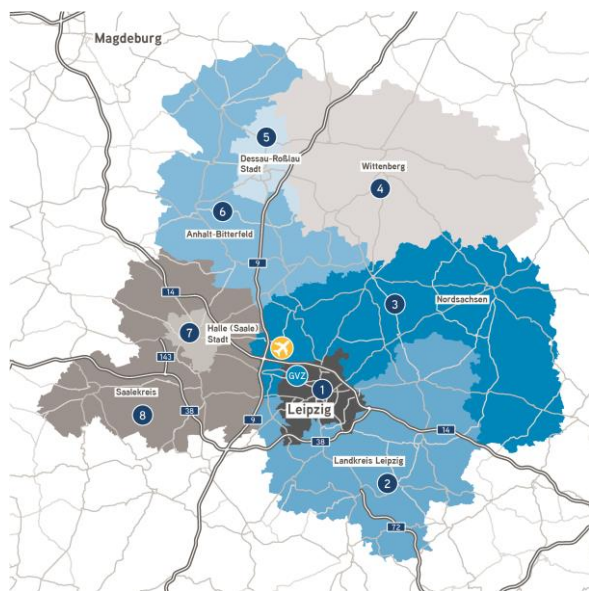 Magdeburg
5
Dessau-Roßlau
Stadt
Wittenberg
4
6
Anhalt-Bitterfeld
9
14
3
Nordsachsen
7
Halle (Saale)
Stadt
143
GVZ
1
Leipzig
Saalekreis
8
38
9
38
14
Landkreis Leipzig
2
72